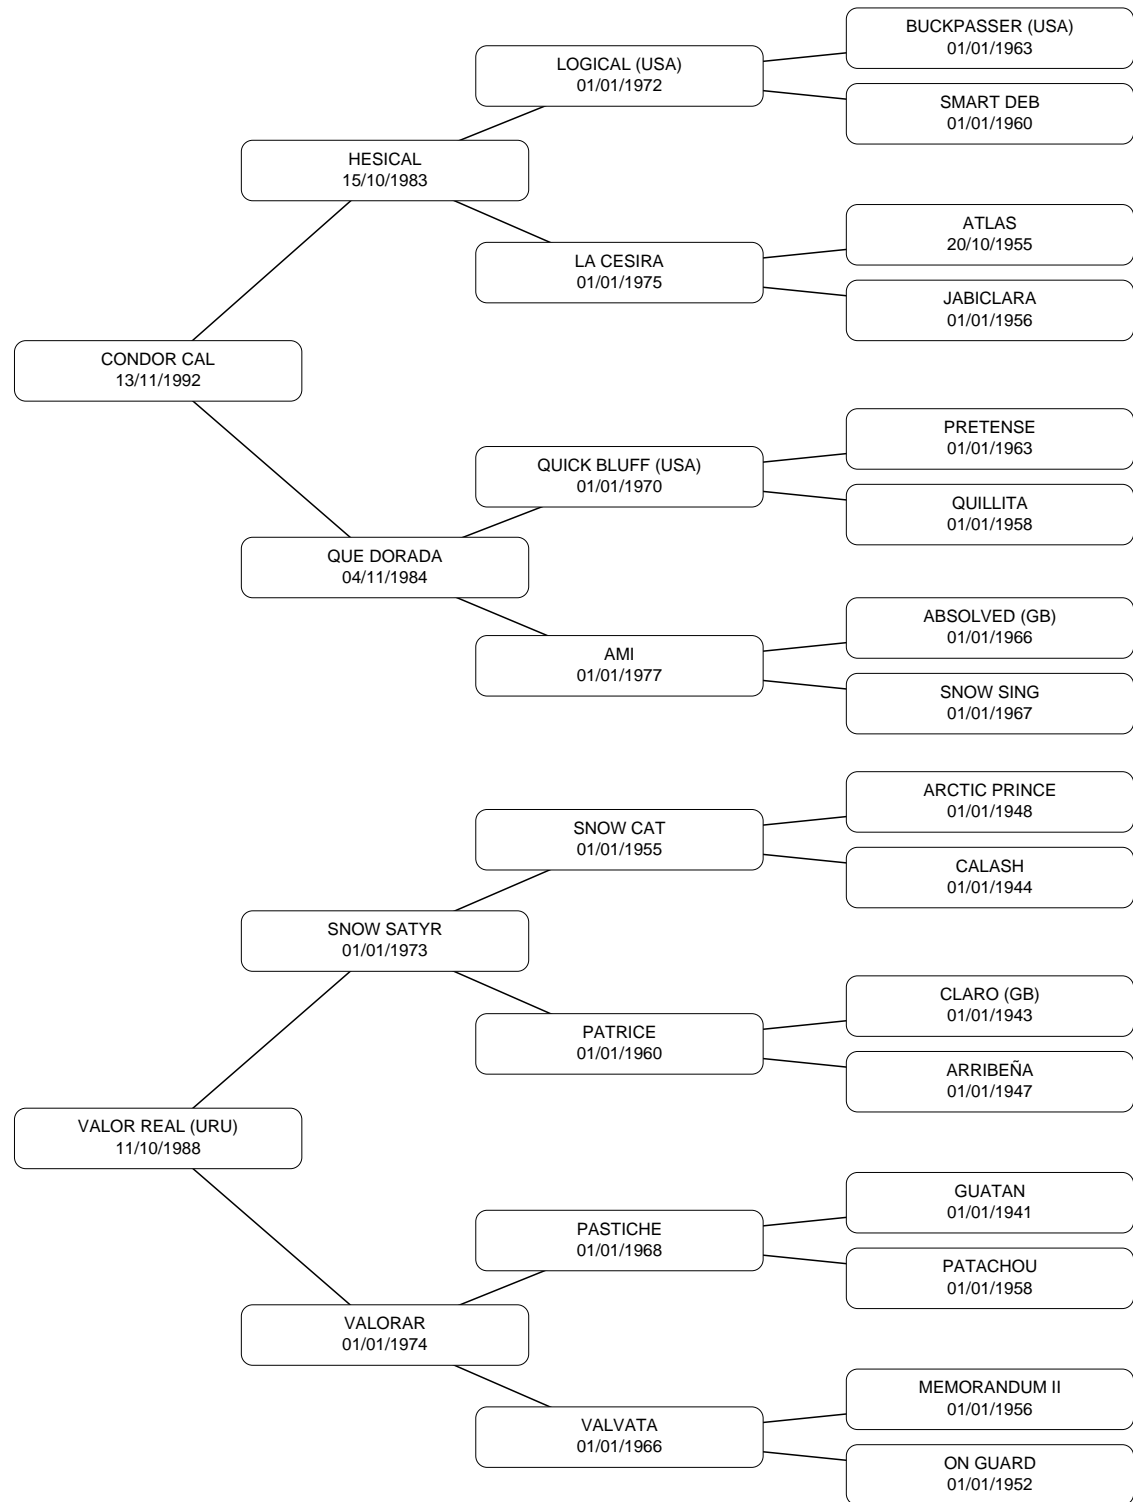 BUCKPASSER (USA)
01/01/1963
LOGICAL (USA)
01/01/1972
SMART DEB
01/01/1960
HESICAL
15/10/1983
ATLAS
20/10/1955
LA CESIRA
01/01/1975
JABICLARA
01/01/1956
CONDOR CAL
13/11/1992
PRETENSE
01/01/1963
QUICK BLUFF (USA)
01/01/1970
QUILLITA
01/01/1958
QUE DORADA
04/11/1984
ABSOLVED (GB)
01/01/1966
AMI
01/01/1977
SNOW SING
01/01/1967
ARCTIC PRINCE
01/01/1948
SNOW CAT
01/01/1955
CALASH
01/01/1944
SNOW SATYR
01/01/1973
CLARO (GB)
01/01/1943
PATRICE
01/01/1960
ARRIBEÑA
01/01/1947
VALOR REAL (URU)
11/10/1988
GUATAN
01/01/1941
PASTICHE
01/01/1968
PATACHOU
01/01/1958
VALORAR
01/01/1974
MEMORANDUM II
01/01/1956
VALVATA
01/01/1966
ON GUARD
01/01/1952